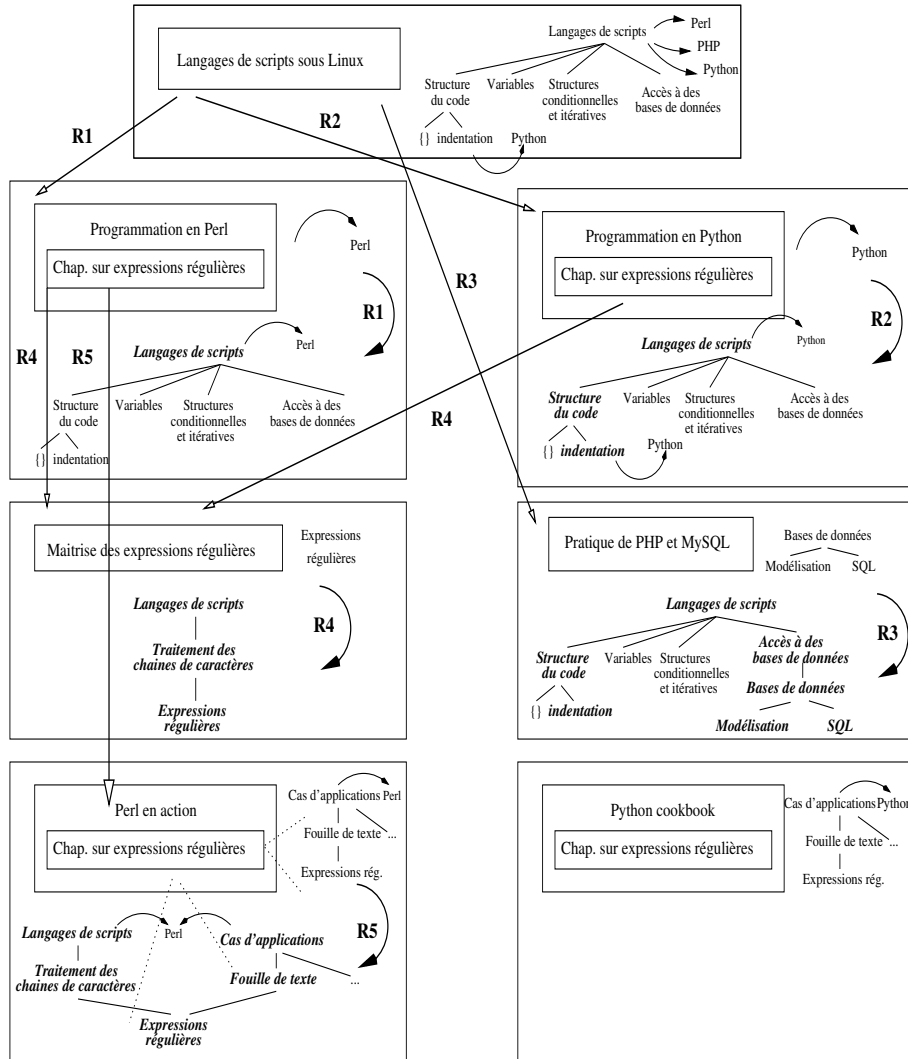 Langages de scripts sous Linux
Langages de scripts
Perl
PHP
Python
Structure
du code
Variables
Structures
conditionnelles
et itératives
Accès à des
bases de données
{} indentation
Python
R1
R2
R3
Programmation en Perl
Chap. sur expressions régulières
Perl
R1
R4
R5
Langages de scripts
Perl
Structure
du code
Variables
Structures
conditionnelles
et itératives
Accès à des
bases de données
{} indentation
Programmation en Python
Chap. sur expressions régulières
Python
R2
R4
Langages de scripts
Python
Structure
du code
Variables
Structures
conditionnelles
et itératives
Accès à des
bases de données
{} indentation
Python
Maitrise des expressions régulières
Expressions
régulières
R4
Langages de scripts
Traitement des
chaines de caractères
Expressions
régulières
Pratique de PHP et MySQL
Bases de données
Modélisation
SQL
R3
Langages de scripts
Structure
du code
Variables
Structures
conditionnelles
et itératives
Accès à des
bases de données
{} indentation
Bases de données
Modélisation
SQL
Perl en action
Chap. sur expressions régulières
Cas d'applications
Perl
Fouille de texte
...
Expressions rég.
R5
Langages de scripts
Perl
Cas d'applications
Traitement des
chaines de caractères
Fouille de texte
...
Expressions
régulières
Python cookbook
Chap. sur expressions régulières
Cas d'applications
Python
Fouille de texte
...
Expressions rég.